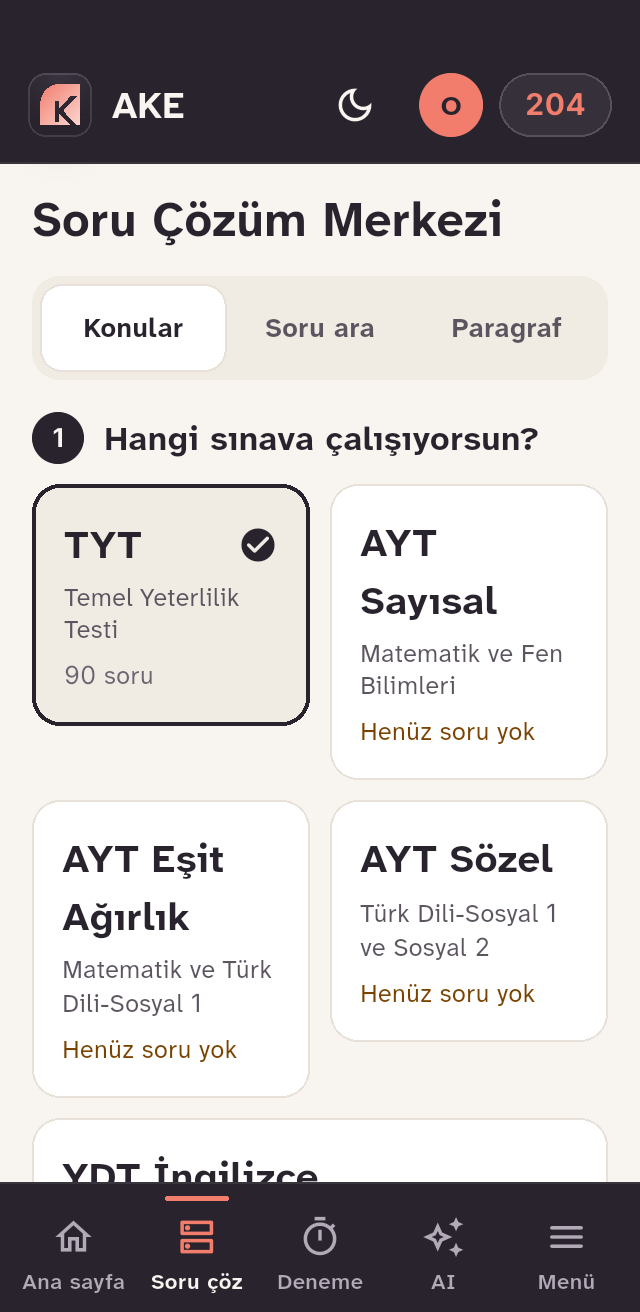 AKE
O
204
Soru Çözüm Merkezi
Konular
Soru ara
Paragraf
1
Hangi sınava çalışıyorsun?
TYT
Temel Yeterlilik
Testi
90 soru
AYT
Sayısal
Matematik ve Fen
Bilimleri
Henüz soru yok
AYT Eşit
Ağırlık
Matematik ve Türk
Dili-Sosyal 1
Henüz soru yok
AYT Sözel
Türk Dili-Sosyal 1
ve Sosyal 2
Henüz soru yok
YDT İngilizce
Ana sayfa
Soru çöz
Deneme
AI
Menü